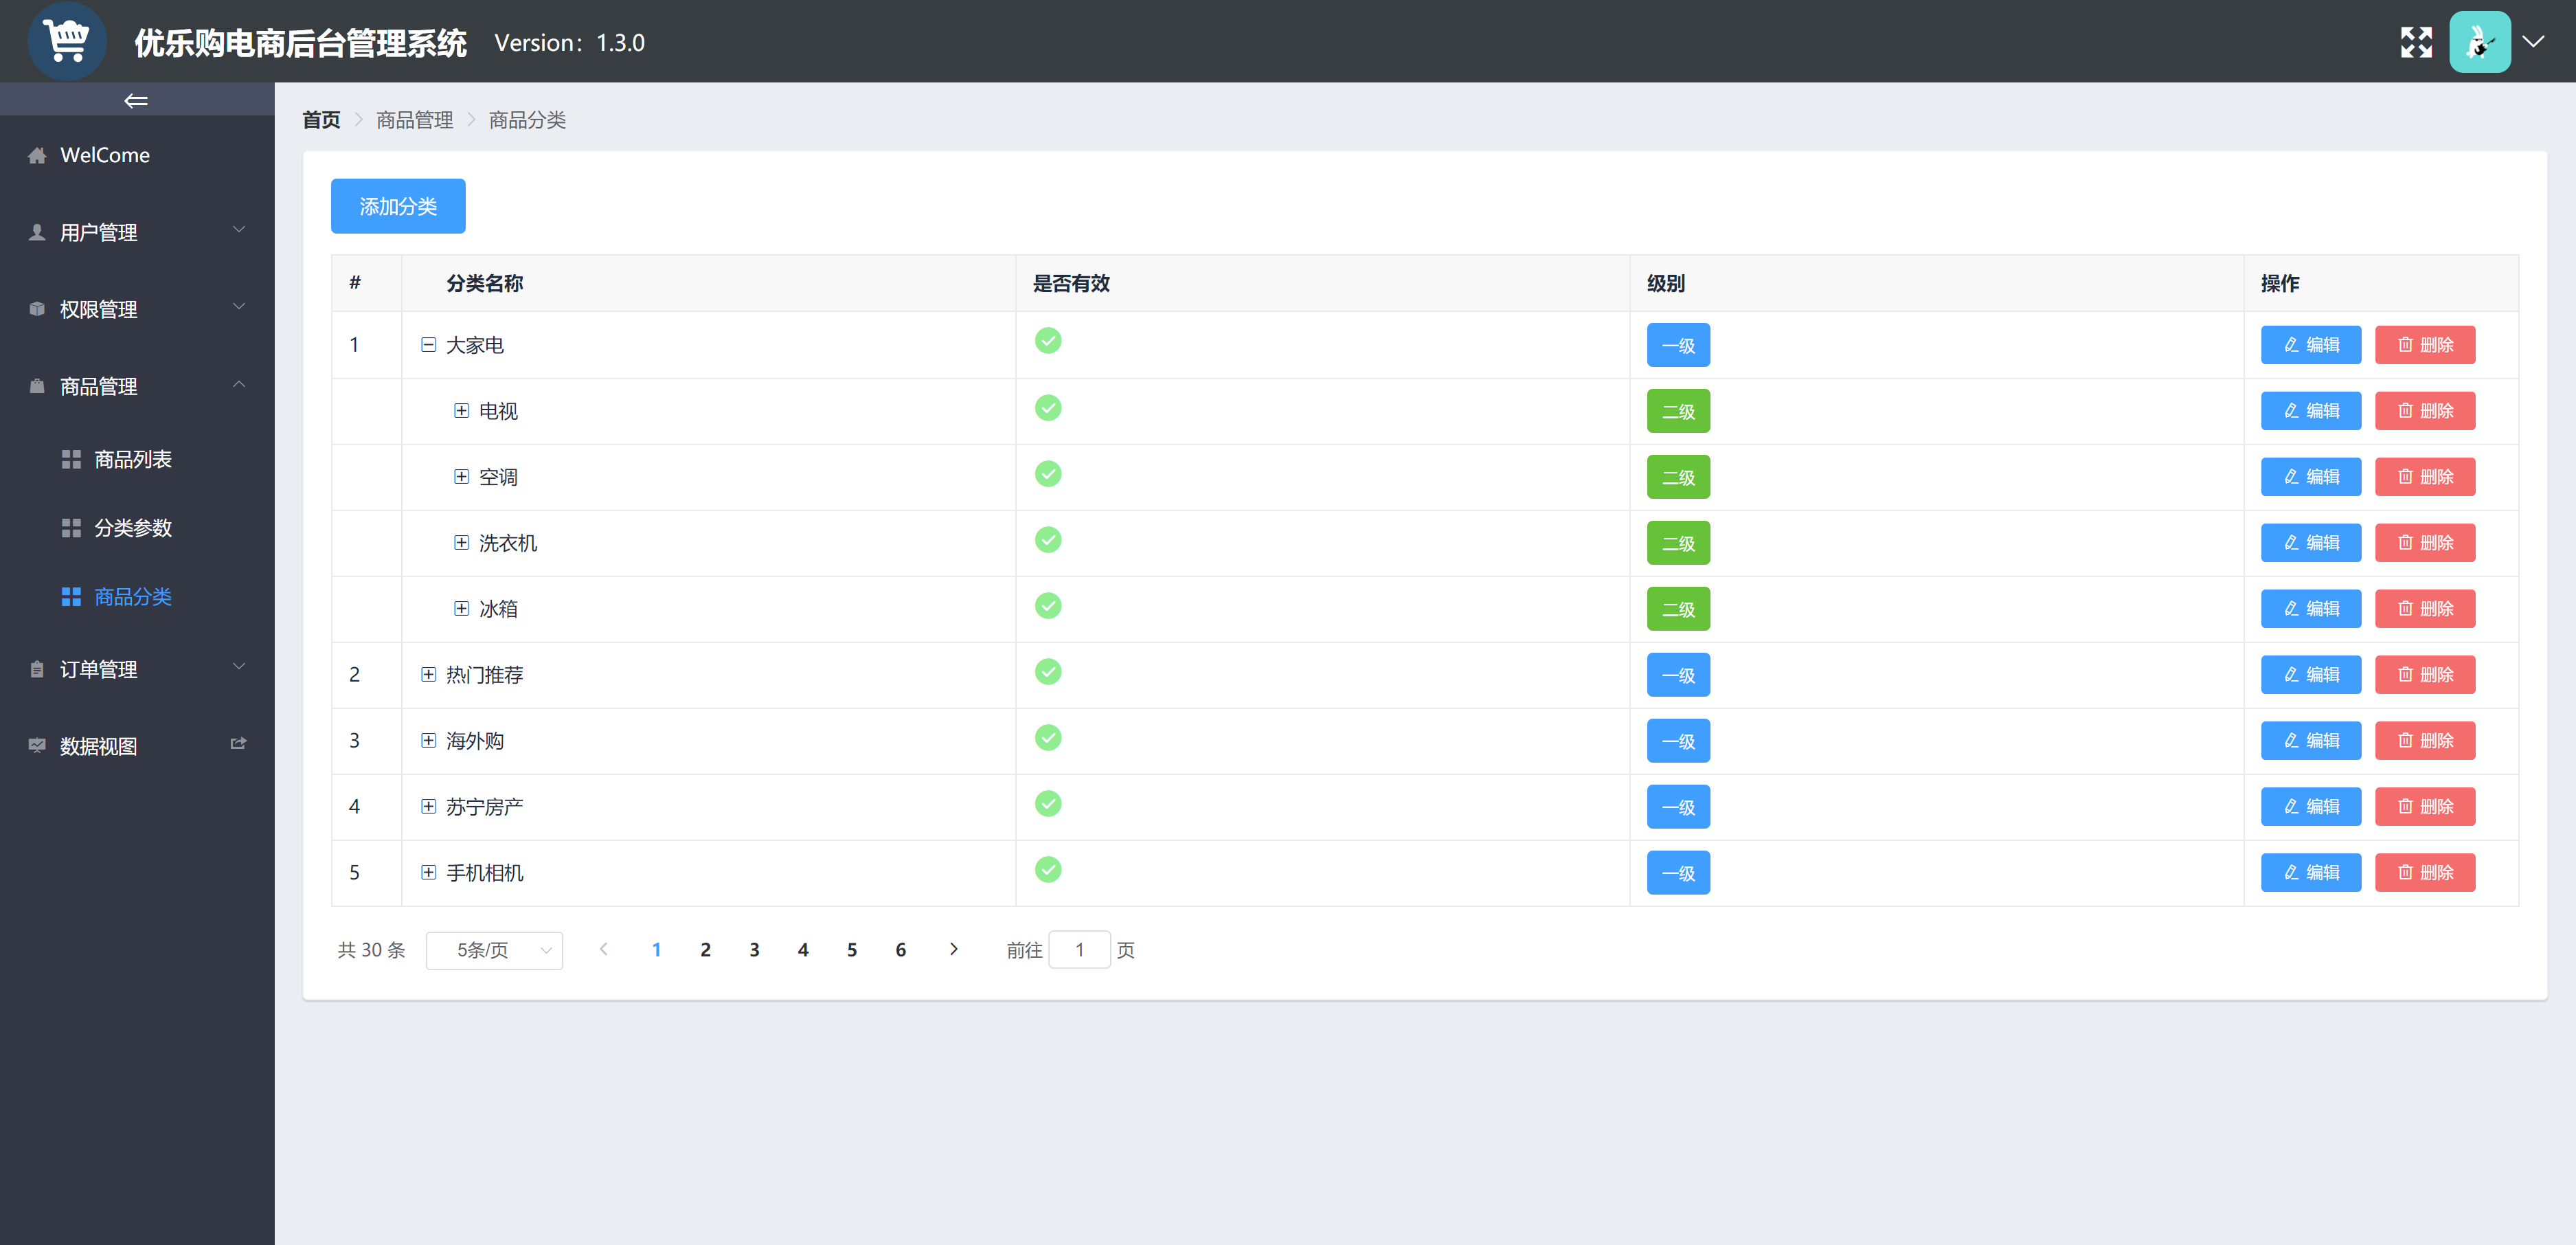 优乐购电商后台管理系统 Version：1.3.0
WelCome
用户管理
权限管理
商品管理
商品列表
分类参数
商品分类
订单管理
数据视图
首页 > 商品管理 > 商品分类
添加分类
# 分类名称 是否有效 级别 操作
1 大家电 一级 编辑 删除
电视 二级 编辑 删除
空调 二级 编辑 删除
洗衣机 二级 编辑 删除
冰箱 二级 编辑 删除
2 热门推荐 一级 编辑 删除
3 海外购 一级 编辑 删除
4 苏宁房产 一级 编辑 删除
5 手机相机 一级 编辑 删除
共 30 条 5条/页 1 2 3 4 5 6 前往 1 页